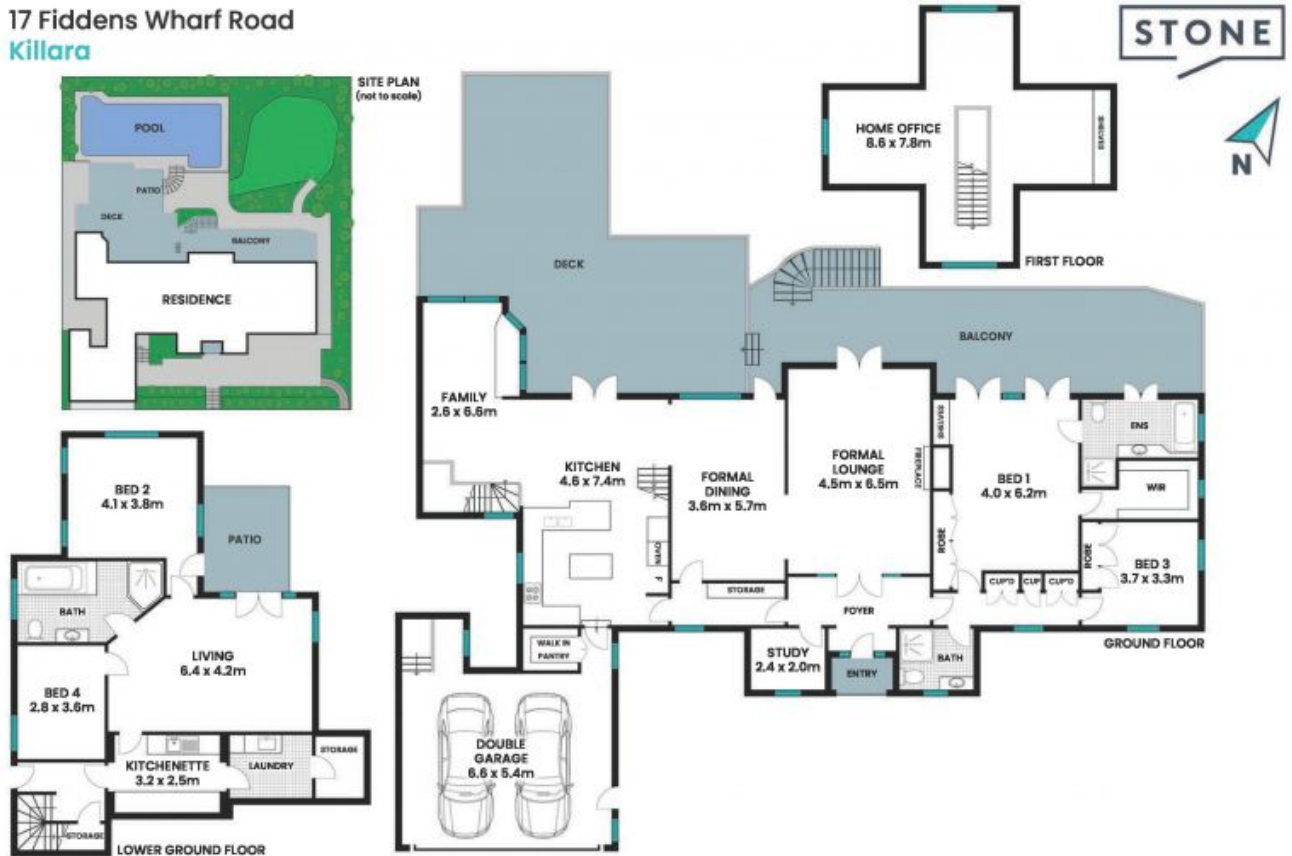 17 Fiddens Wharf Road
Killara
STONE
SITE PLAN
(not to scale)
POOL
PATIO
DECK
BALCONY
RESIDENCE
HOME OFFICE
8.6 x 7.8m
SHELVES
FIRST FLOOR
N
DECK
BALCONY
FAMILY
2.6 x 6.6m
KITCHEN
4.6 x 7.4m
OVEN
F
FORMAL
DINING
3.6m x 5.7m
STORAGE
FORMAL
LOUNGE
4.5m x 6.5m
SEATING
FIREPLACE
BED 1
4.0 x 6.2m
ROBE
ENS
WIR
ROBE
BED 3
3.7 x 3.3m
CUP'D
CUP
CUP'D
FOYER
GROUND FLOOR
STUDY
2.4 x 2.0m
ENTRY
BATH
WALK IN
PANTRY
DOUBLE
GARAGE
6.6 x 5.4m
BED 2
4.1 x 3.8m
PATIO
BATH
LIVING
6.4 x 4.2m
BED 4
2.8 x 3.6m
KITCHENETTE
3.2 x 2.5m
LAUNDRY
STORAGE
STORAGE
LOWER GROUND FLOOR